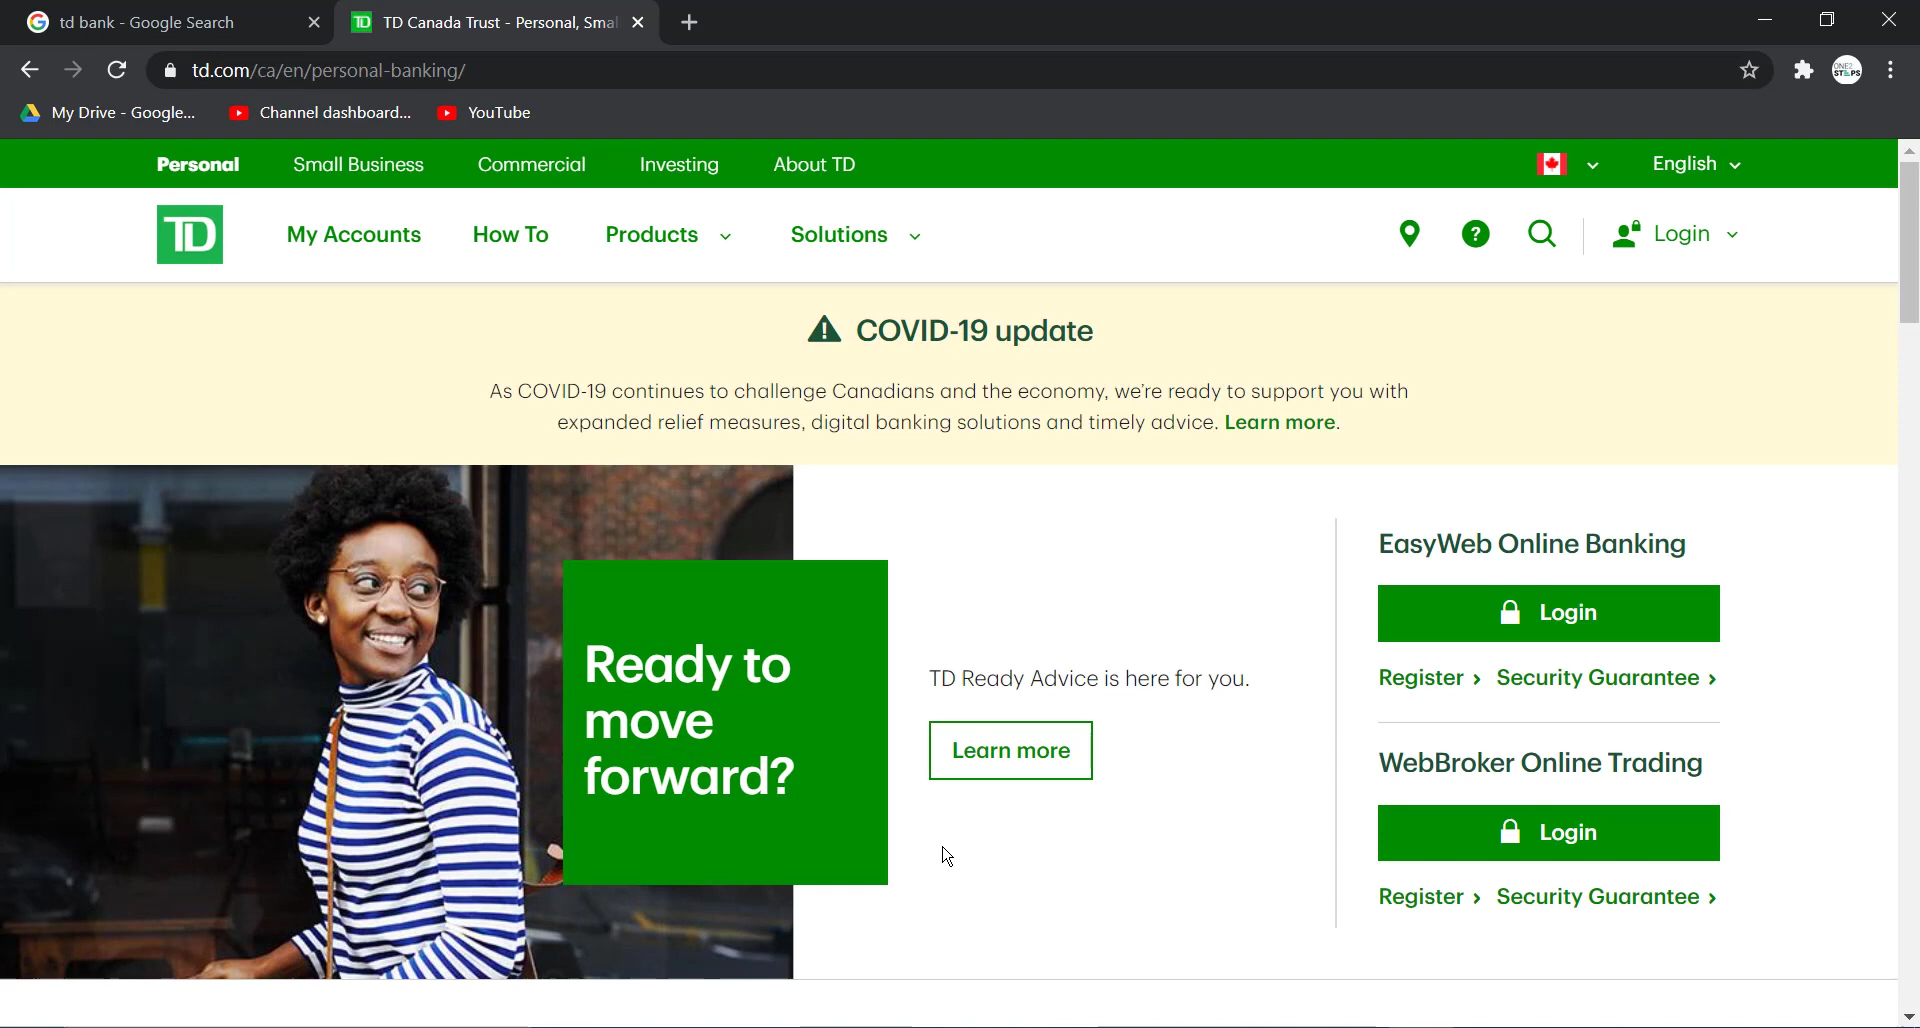 td bank - Google Search
TD Canada Trust - Personal, Smal
td.com/ca/en/personal-banking/
ONE2
STEPS
My Drive - Google...
Channel dashboard...
YouTube
Personal
Small Business
Commercial
Investing
About TD
English
TD
My Accounts
How To
Products
Solutions
?
Login
COVID-19 update
As COVID-19 continues to challenge Canadians and the economy, we're ready to support you with
expanded relief measures, digital banking solutions and timely advice. Learn more.
Ready to
move
forward?
TD Ready Advice is here for you.
Learn more
EasyWeb Online Banking
Login
Register › Security Guarantee ›
WebBroker Online Trading
Login
Register › Security Guarantee ›